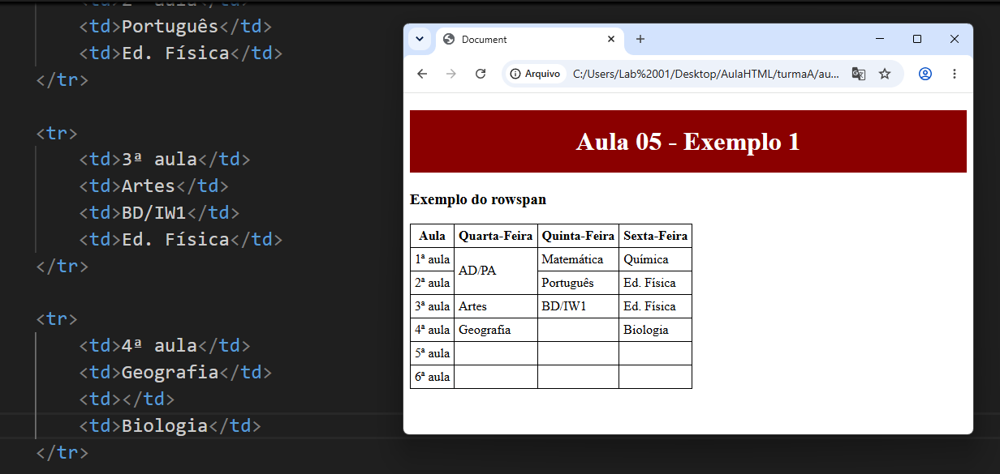 <td>2ª aula</td>
<td>Português</td>
<td>Ed. Física</td>
</tr>
<tr>
<td>3ª aula</td>
<td>Artes</td>
<td>BD/IW1</td>
<td>Ed. Física</td>
</tr>
<tr>
<td>4ª aula</td>
<td>Geografia</td>
<td></td>
<td>Biologia</td>
</tr>
Document
Arquivo C:/Users/Lab%2001/Desktop/AulaHTML/turmaA/au...
Aula 05 - Exemplo 1
Exemplo do rowspan
Aula Quarta-Feira Quinta-Feira Sexta-Feira
1ª aula AD/PA Matemática Química
2ª aula Português Ed. Física
3ª aula Artes BD/IW1 Ed. Física
4ª aula Geografia Biologia
5ª aula
6ª aula